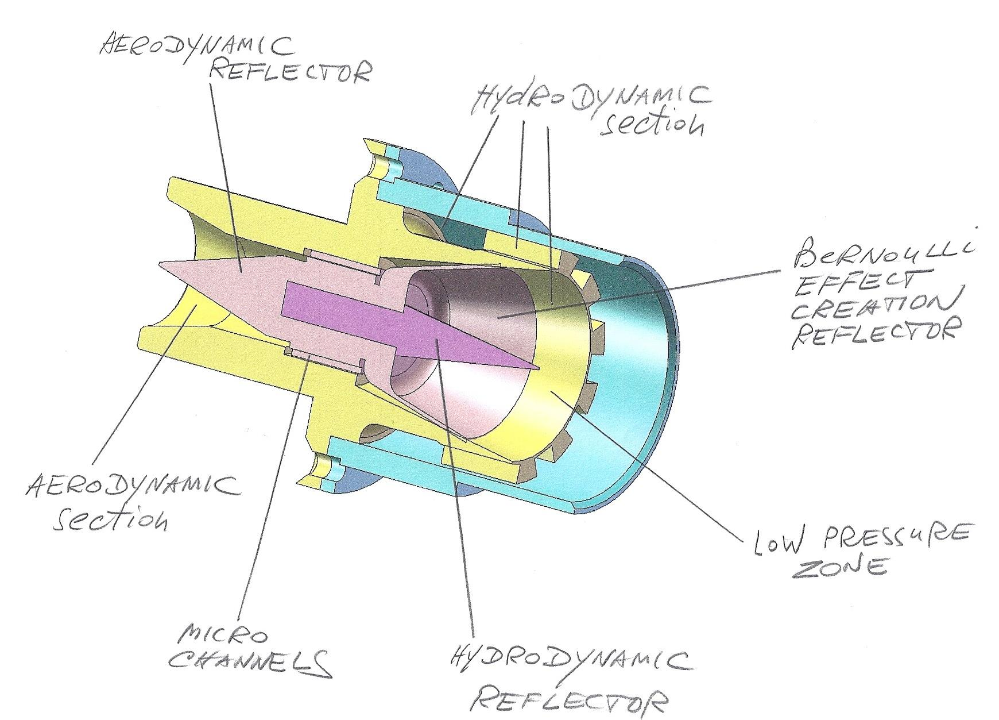 AERODYNAMIC
REFLECTOR
HydRODYNAMIC
section
BeRNOuLLi
EFFECT
CREATION
REFLECTOR
AERODYNAMIC
section
LOW PRESSuRE
ZONE
MICRO
CHANNELS
HYDRODYNAMIC
REFLECTOR